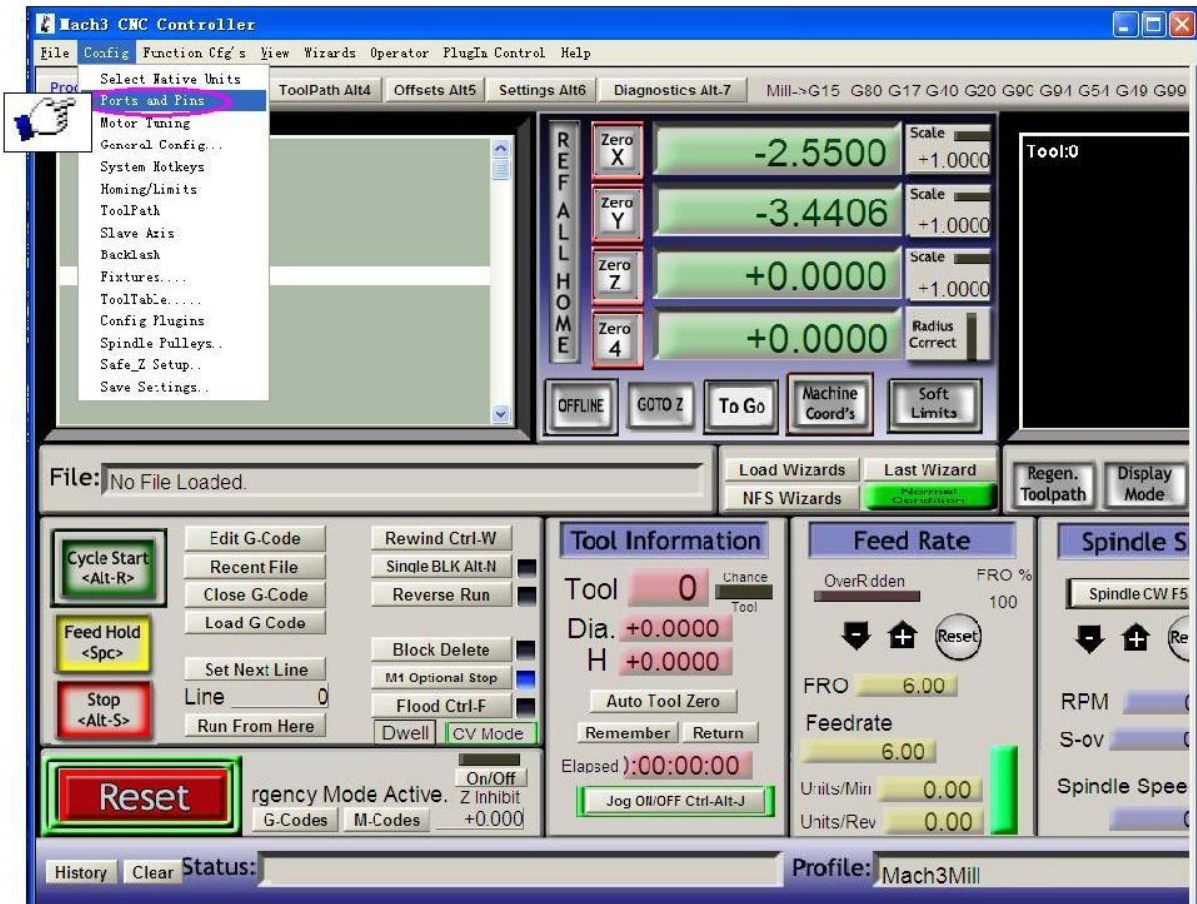 Mach3 CNC Controller
File Config Function Cfg's View Wizards Operator PlugIn Control Help
Select Native Units
Ports and Pins
Motor Tuning
General Config...
System Hotkeys
Homing/Limits
ToolPath
Slave Axis
Backlash
Fixtures....
ToolTable.....
Config Plugins
Spindle Pulleys..
Safe_Z Setup..
Save Settings..
ToolPath Alt4 Offsets Alt5 Settings Alt6 Diagnostics Alt-7 Mill->G15 G80 G17 G40 G20 G90 G94 G54 G49 G99
REF ALL HOME
Zero X -2.5500 Scale +1.0000
Zero Y -3.4406 Scale +1.0000
Zero Z +0.0000 Scale +1.0000
Zero 4 +0.0000 Radius Correct
OFFLINE GOTO Z To Go Machine Coord's Soft Limits
Tool:0
File: No File Loaded.
Load Wizards Last Wizard
NFS Wizards Normal Condition
Regen. Toolpath Display Mode
Cycle Start <Alt-R>
Feed Hold <Spc>
Stop <Alt-S>
Edit G-Code
Recent File
Close G-Code
Load G Code
Set Next Line
Line 0
Run From Here
Rewind Ctrl-W
Single BLK Alt-N
Reverse Run
Block Delete
M1 Optional Stop
Flood Ctrl-F
Dwell CV Mode
Reset
rgency Mode Active.
G-Codes M-Codes
On/Off
Z Inhibit
+0.000
Tool Information
Tool 0 Chance Tool
Dia. +0.0000
H +0.0000
Auto Tool Zero
Remember Return
Elapsed ):00:00:00
Jog ON/OFF Ctrl-Alt-J
Feed Rate
OverRidden FRO %
100
Reset
FRO 6.00
Feedrate
6.00
Units/Min 0.00
Units/Rev 0.00
Spindle S
Spindle CW F5
Re
RPM
S-ov
Spindle Spee
History Clear Status:
Profile: Mach3Mill